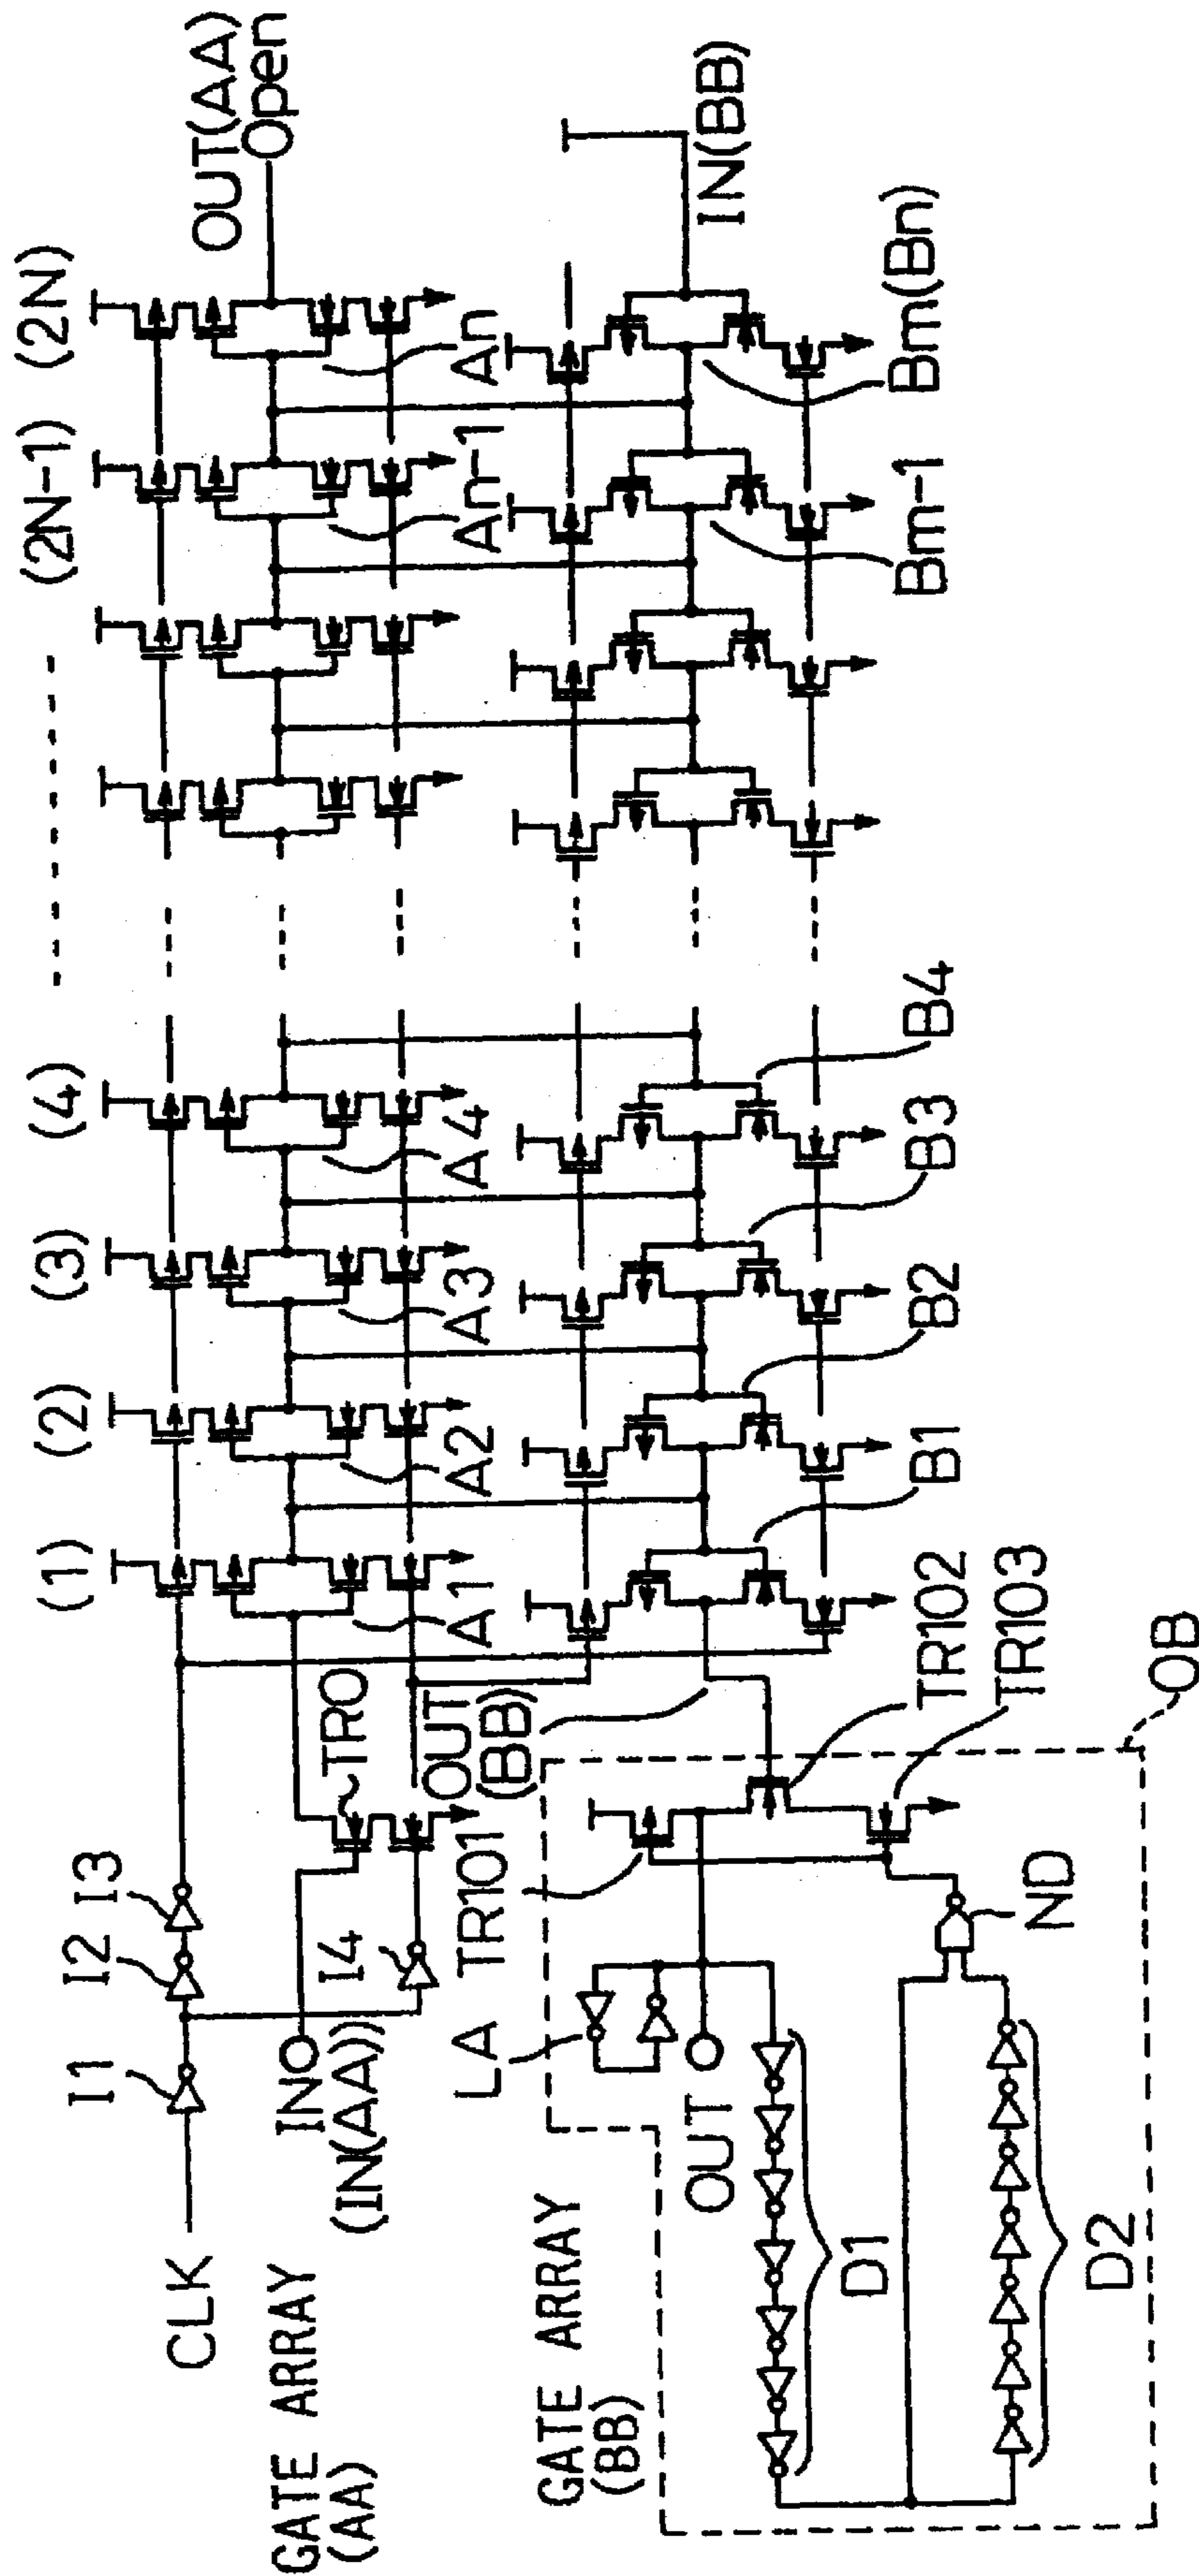 (1)
(2)
(3)
(4)
(2N-1)
(2N)
OUT(AA)
Open
I1
I2
I3
CLK
INO
(IN(AA))
I4
TRO
A1
A2
A3
A4
An-1
An
GATE ARRAY
(AA)
OUT
(BB)
IN(BB)
GATE ARRAY
(BB)
LA
TR101
B1
B2
B3
B4
Bm-1
Bm(Bn)
OUT
TR102
TR103
D1
ND
D2
OB